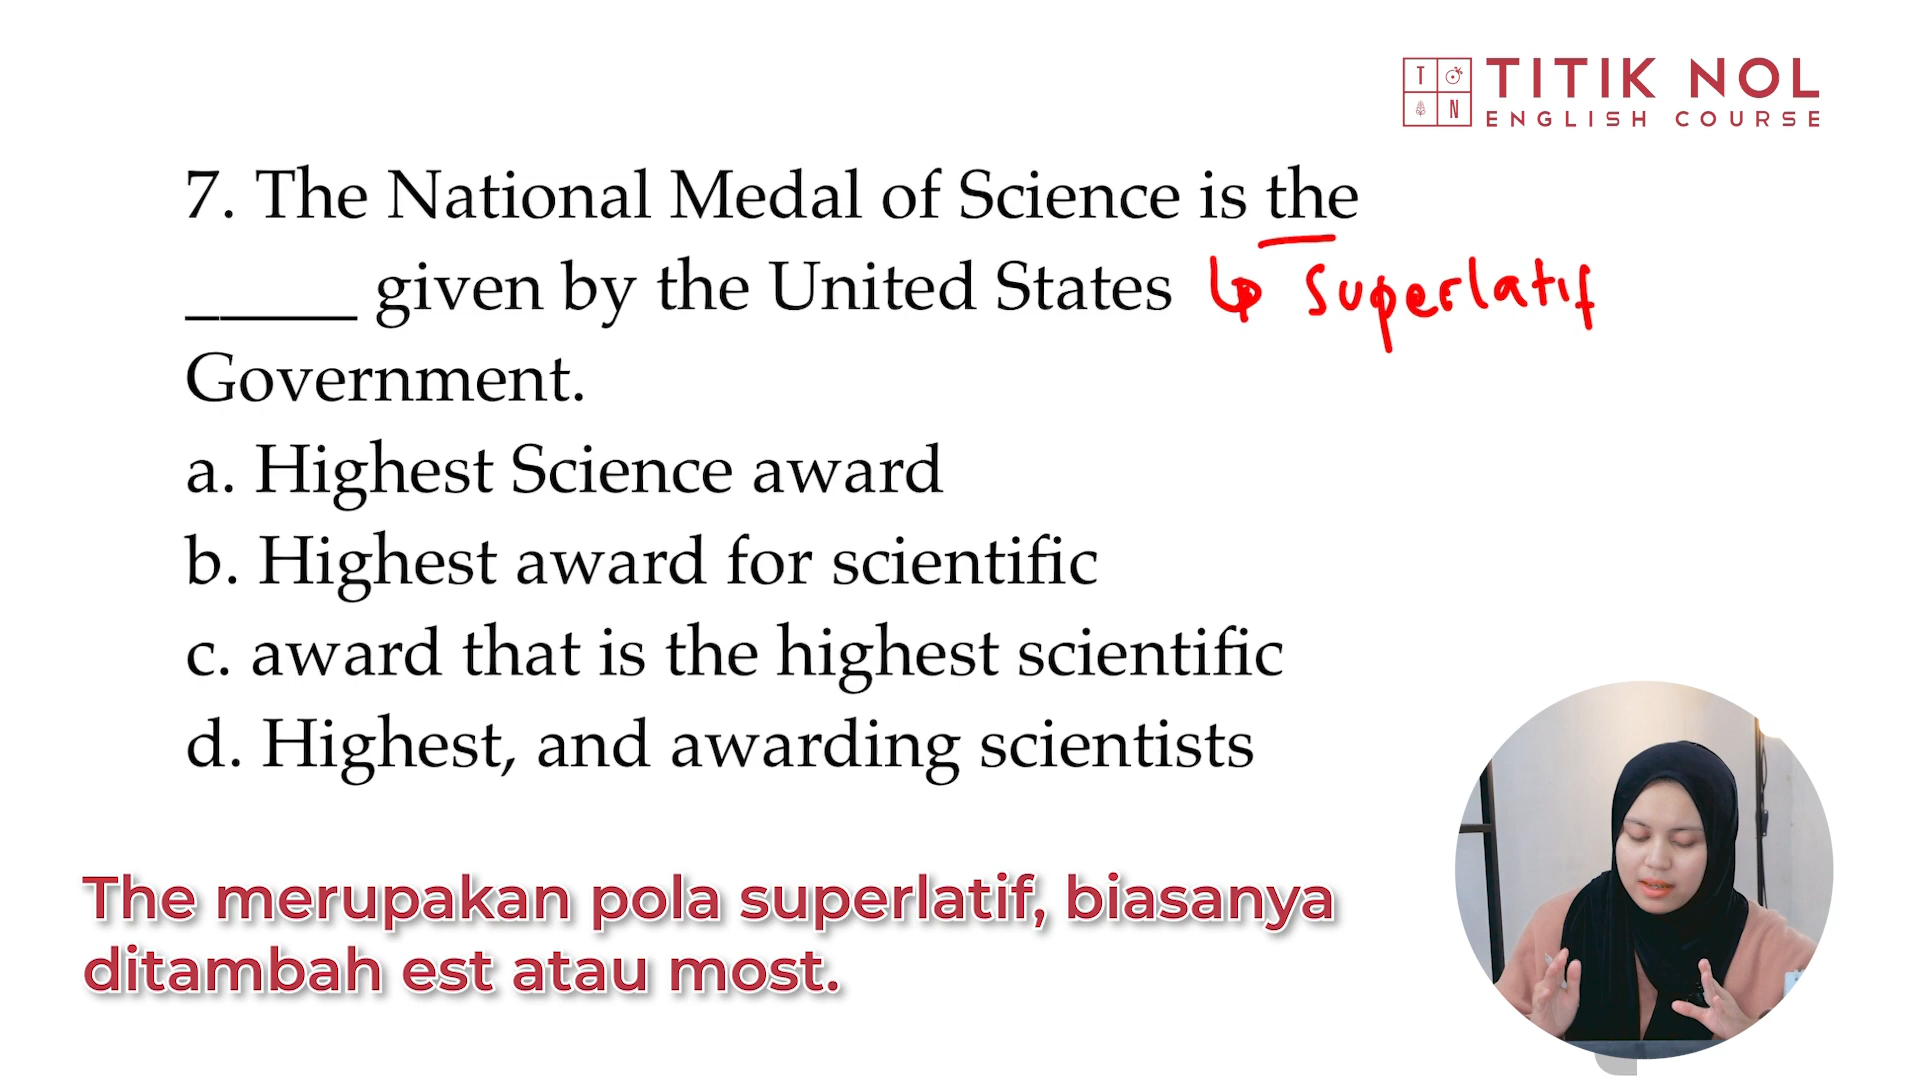 T
N
TITIK NOL
ENGLISH COURSE
7. The National Medal of Science is the
_____ given by the United States
Superlatif
Government.
a. Highest Science award
b. Highest award for scientific
c. award that is the highest scientific
d. Highest, and awarding scientists
The merupakan pola superlatif, biasanya
ditambah est atau most.